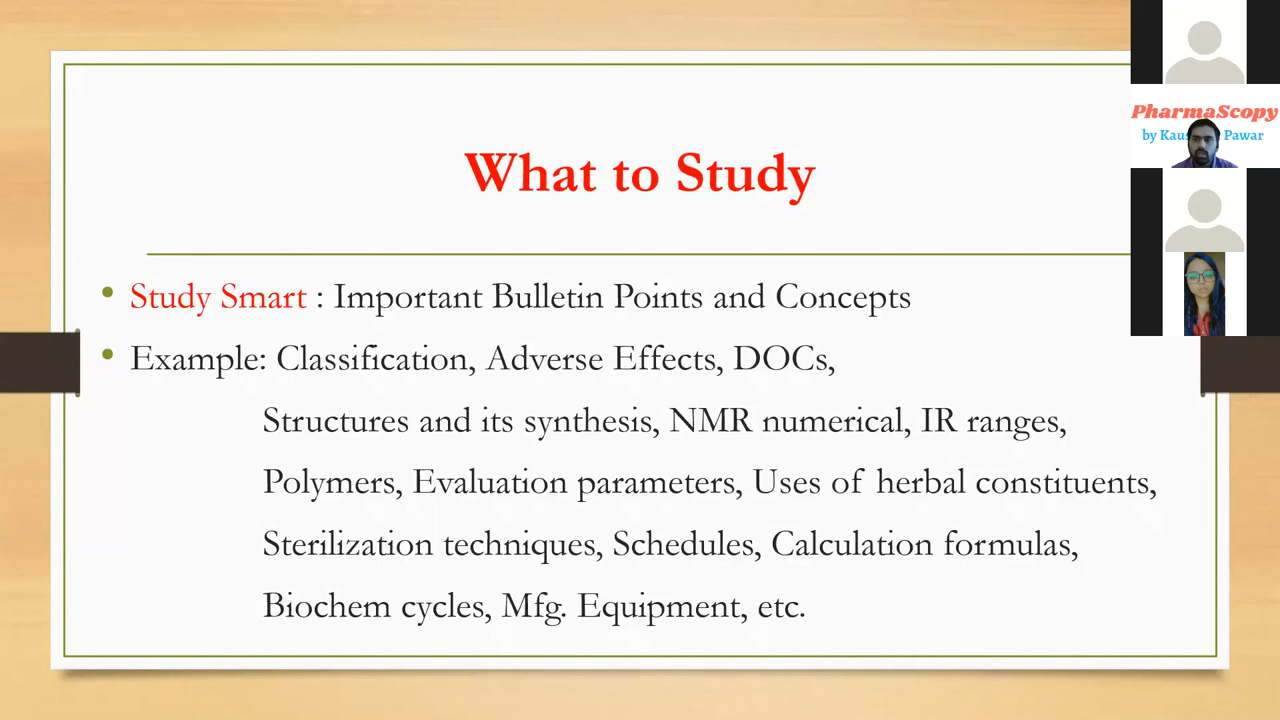 What to Study
• Study Smart : Important Bulletin Points and Concepts
• Example: Classification, Adverse Effects, DOCs,
Structures and its synthesis, NMR numerical, IR ranges,
Polymers, Evaluation parameters, Uses of herbal constituents,
Sterilization techniques, Schedules, Calculation formulas,
Biochem cycles, Mfg. Equipment, etc.
PharmaScopy
by Pawar